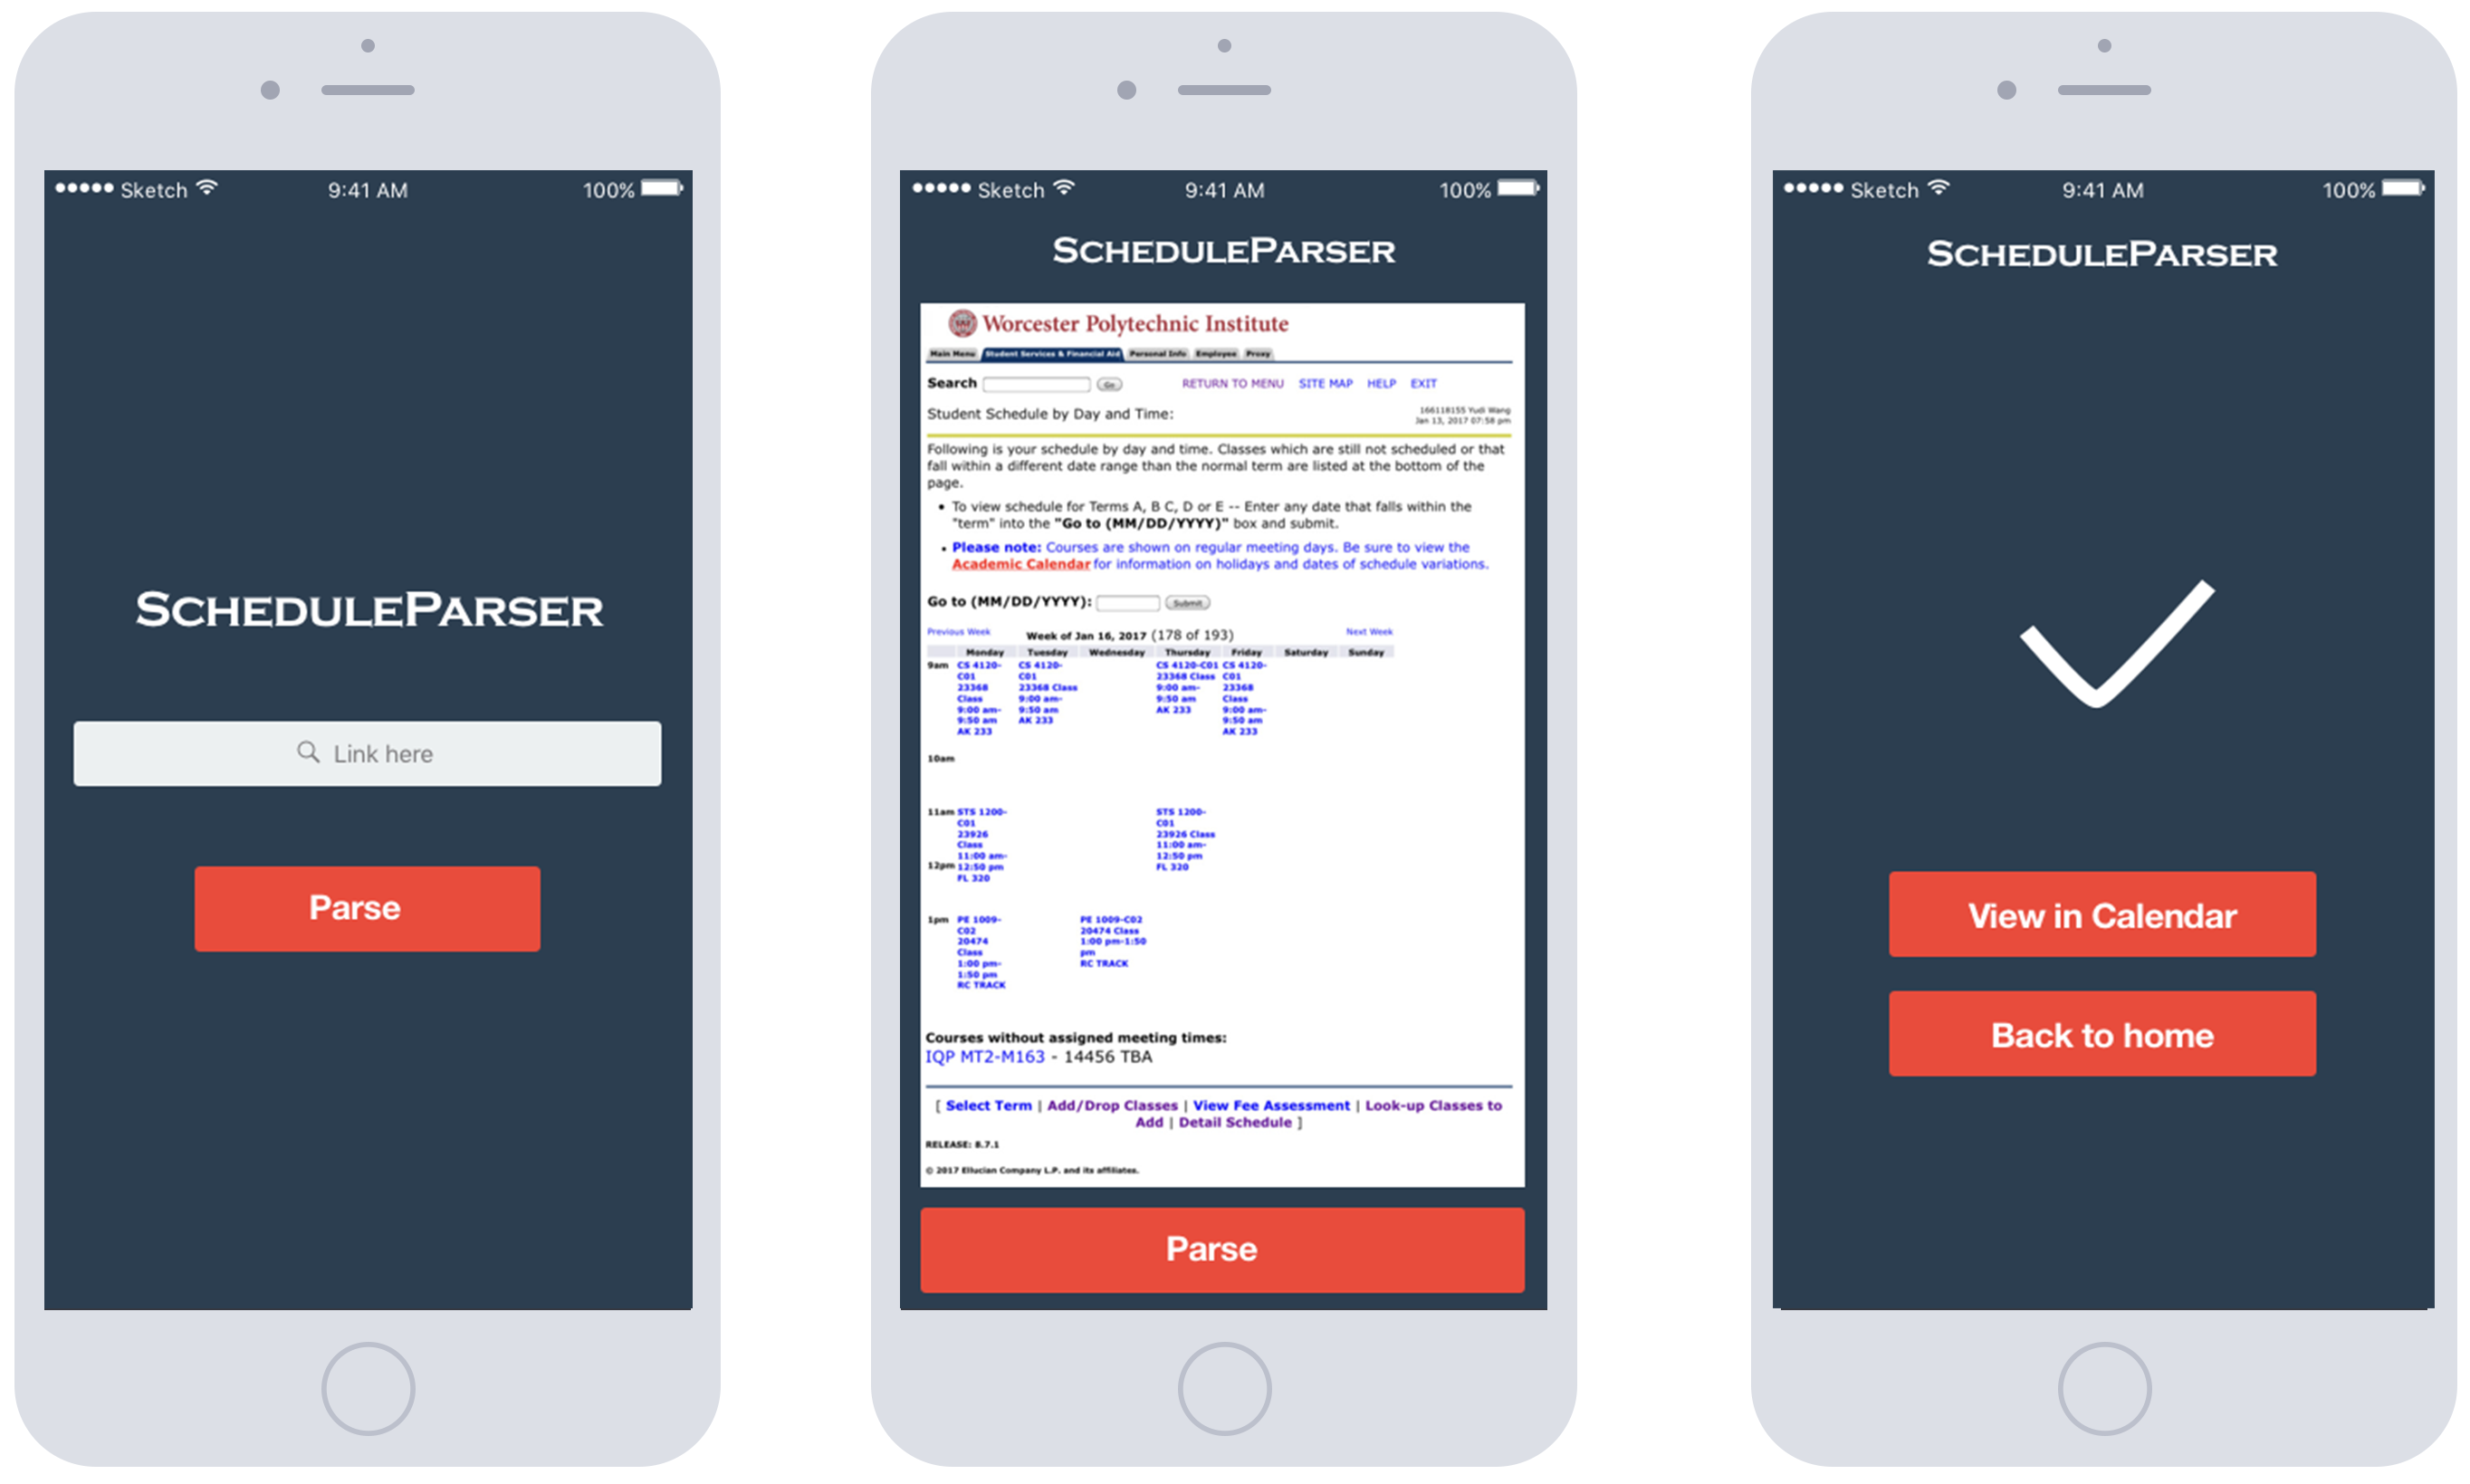 Sketch 9:41 AM 100%
SCHEDULEPARSER
Link here
Parse
Sketch 9:41 AM 100%
SCHEDULEPARSER
Worcester Polytechnic Institute
Main Menu Student Services & Financial Aid Personal Info Employee Proxy
Search Go RETURN TO MENU SITE MAP HELP EXIT
Student Schedule by Day and Time:
166118155 Yudi Wang
Jan 13, 2017 07:58 pm
Following is your schedule by day and time. Classes which are still not scheduled or that
fall within a different date range than the normal term are listed at the bottom of the
page.
• To view schedule for Terms A, B C, D or E -- Enter any date that falls within the
"term" into the "Go to (MM/DD/YYYY)" box and submit.
• Please note: Courses are shown on regular meeting days. Be sure to view the
Academic Calendar for information on holidays and dates of schedule variations.
Go to (MM/DD/YYYY): Submit
Previous Week Week of Jan 16, 2017 (178 of 193) Next Week
Monday Tuesday Wednesday Thursday Friday Saturday Sunday
9am CS 4120- CS 4120- CS 4120-C01 CS 4120-
C01 C01 23368 Class C01
23368 23368 Class 9:00 am- 23368
Class 9:00 am- 9:50 am Class
9:00 am- 9:50 am AK 233 9:00 am-
9:50 am AK 233 9:50 am
AK 233 AK 233
10am
11am STS 1200- STS 1200-
C01 C01
23926 23926 Class
Class 11:00 am-
11:00 am- 12:50 pm
12pm 12:50 pm FL 320
FL 320
1pm PE 1009- PE 1009-C02
C02 20474 Class
20474 1:00 pm-1:50
Class pm
1:00 pm- RC TRACK
1:50 pm
RC TRACK
Courses without assigned meeting times:
IQP MT2-M163 - 14456 TBA
[ Select Term | Add/Drop Classes | View Fee Assessment | Look-up Classes to
Add | Detail Schedule ]
RELEASE: 8.7.1
© 2017 Ellucian Company L.P. and its affiliates.
Parse
Sketch 9:41 AM 100%
SCHEDULEPARSER
View in Calendar
Back to home